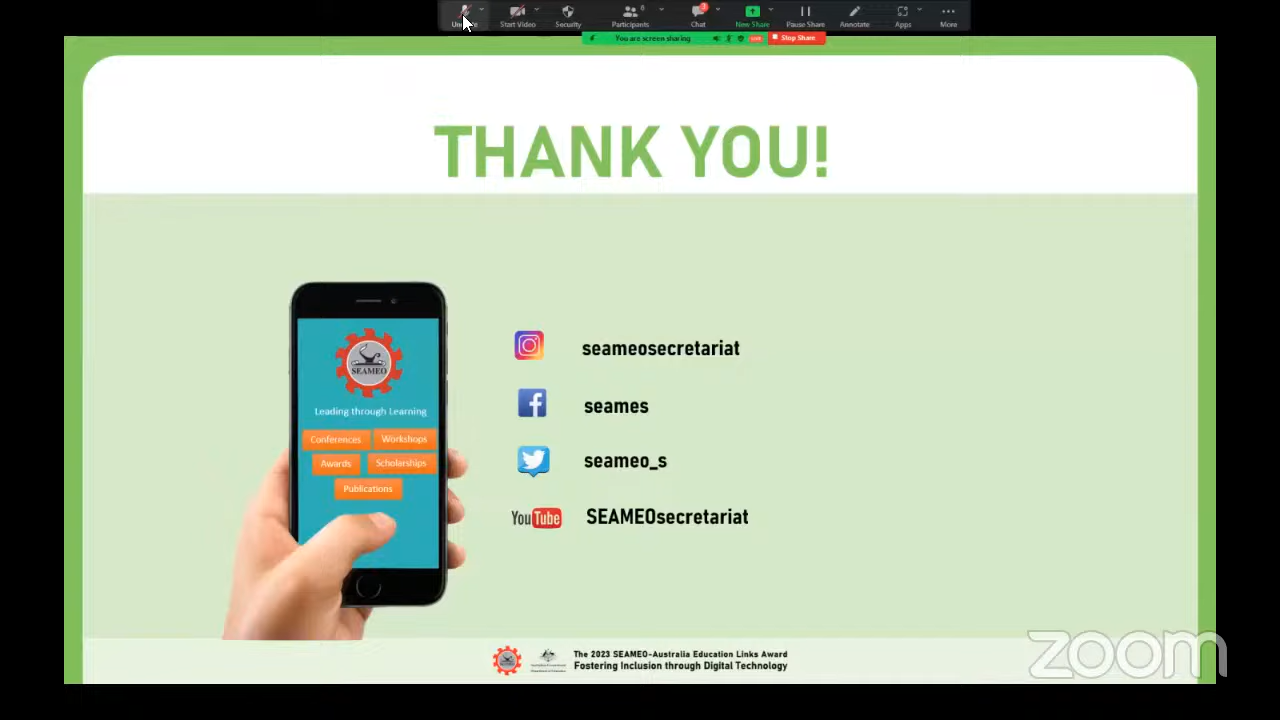 Start Video
Security
Participants
Chat
New Share
Pause Share
Annotate
Apps
More
3
You are screen sharing
LIVE
Stop Share
THANK YOU!
SEAMEO
Leading through Learning
Conferences
Workshops
Awards
Scholarships
Publications
seameosecretariat
seames
seameo_s
YouTube
SEAMEOsecretariat
The 2023 SEAMEO-Australia Education Links Award
Fostering Inclusion through Digital Technology
zoom